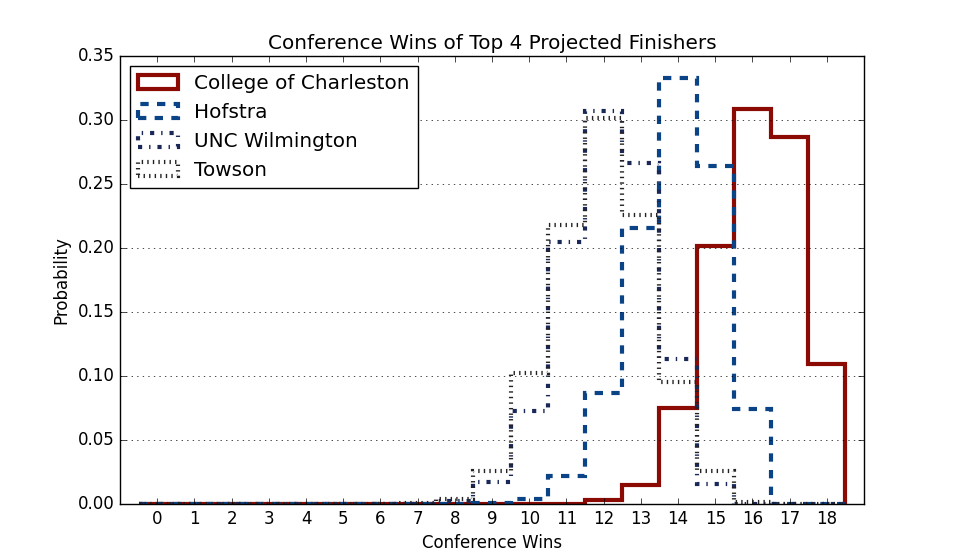 Conference Wins of Top 4 Projected Finishers
0.35
0.30
0.25
0.20
0.15
0.10
0.05
0.00
Probability
College of Charleston
Hofstra
UNC Wilmington
Towson
0 1 2 3 4 5 6 7 8 9 10 11 12 13 14 15 16 17 18
Conference Wins